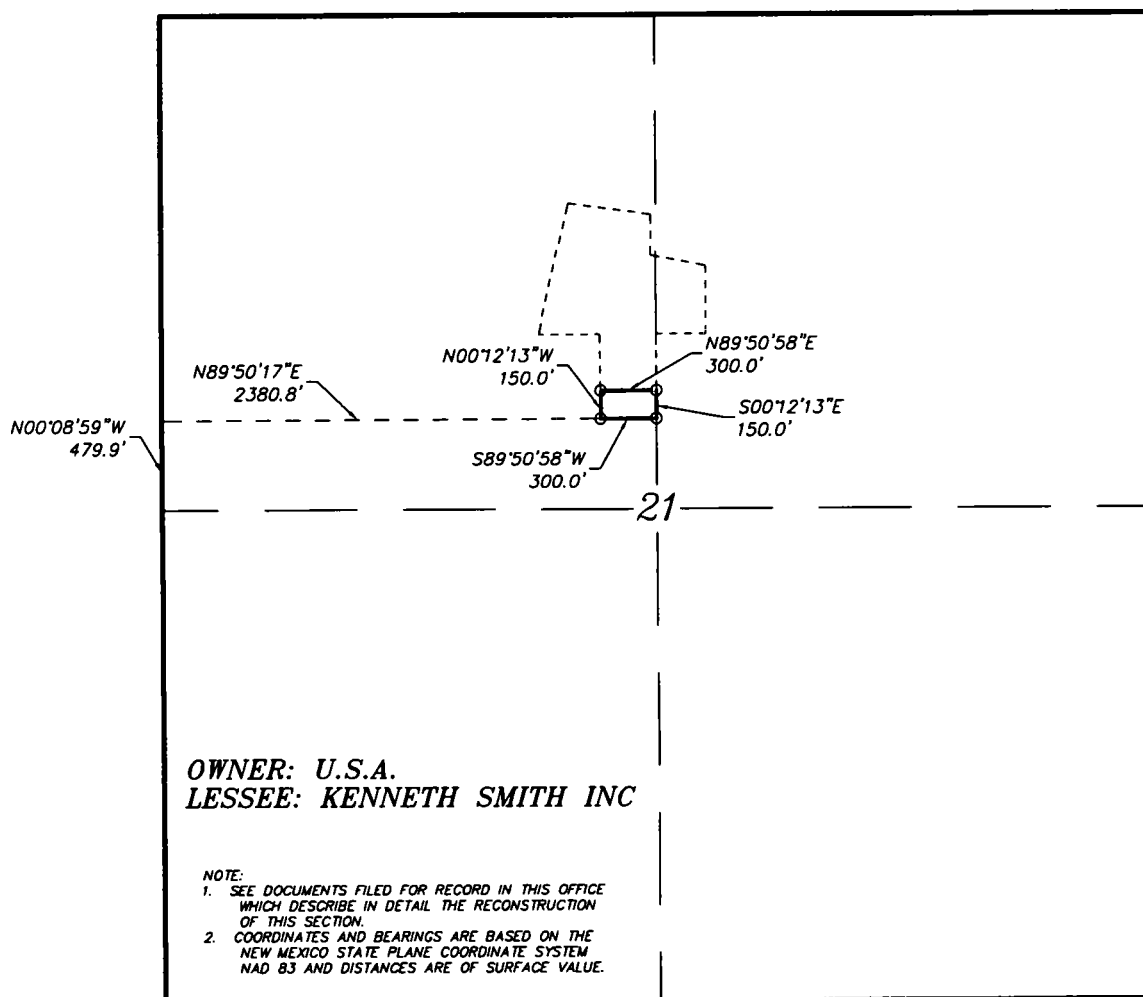 N89°50'58"E
300.0'
N00°12'13"W
150.0'
N89°50'17"E
2380.8'
S00°12'13"E
150.0'
N00°08'59"W
479.9'
S89°50'58"W
300.0'
21
OWNER: U.S.A.
LESSEE: KENNETH SMITH INC
NOTE:
1. SEE DOCUMENTS FILED FOR RECORD IN THIS OFFICE
WHICH DESCRIBE IN DETAIL THE RECONSTRUCTION
OF THIS SECTION.
2. COORDINATES AND BEARINGS ARE BASED ON THE
NEW MEXICO STATE PLANE COORDINATE SYSTEM
NAD 83 AND DISTANCES ARE OF SURFACE VALUE.